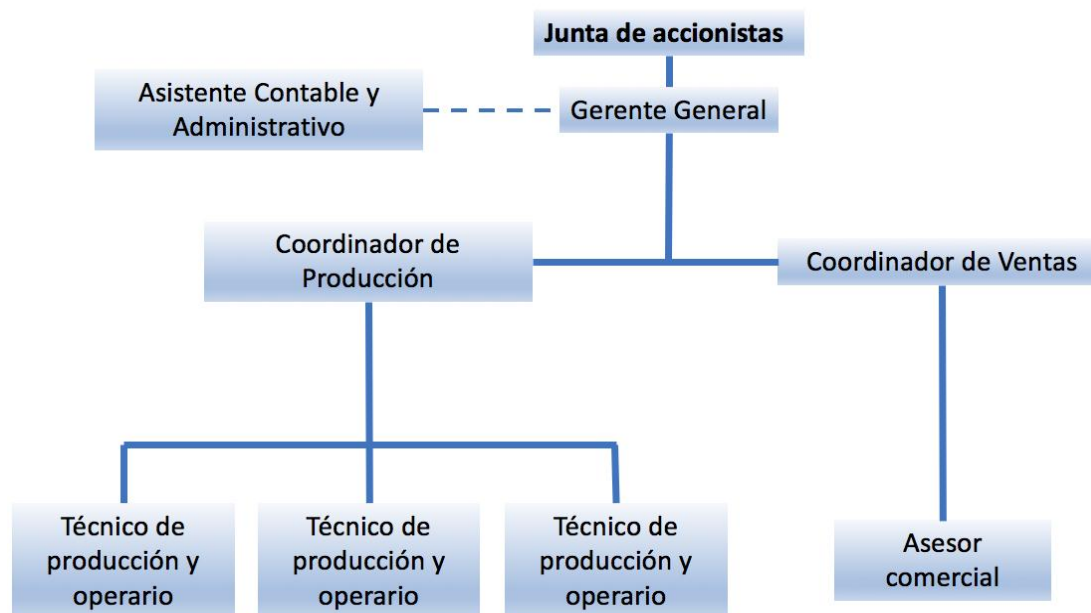 Junta de accionistas
Asistente Contable y
Administrativo
Gerente General
Coordinador de
Producción
Coordinador de Ventas
Técnico de
producción y
operario
Técnico de
producción y
operario
Técnico de
producción y
operario
Asesor
comercial